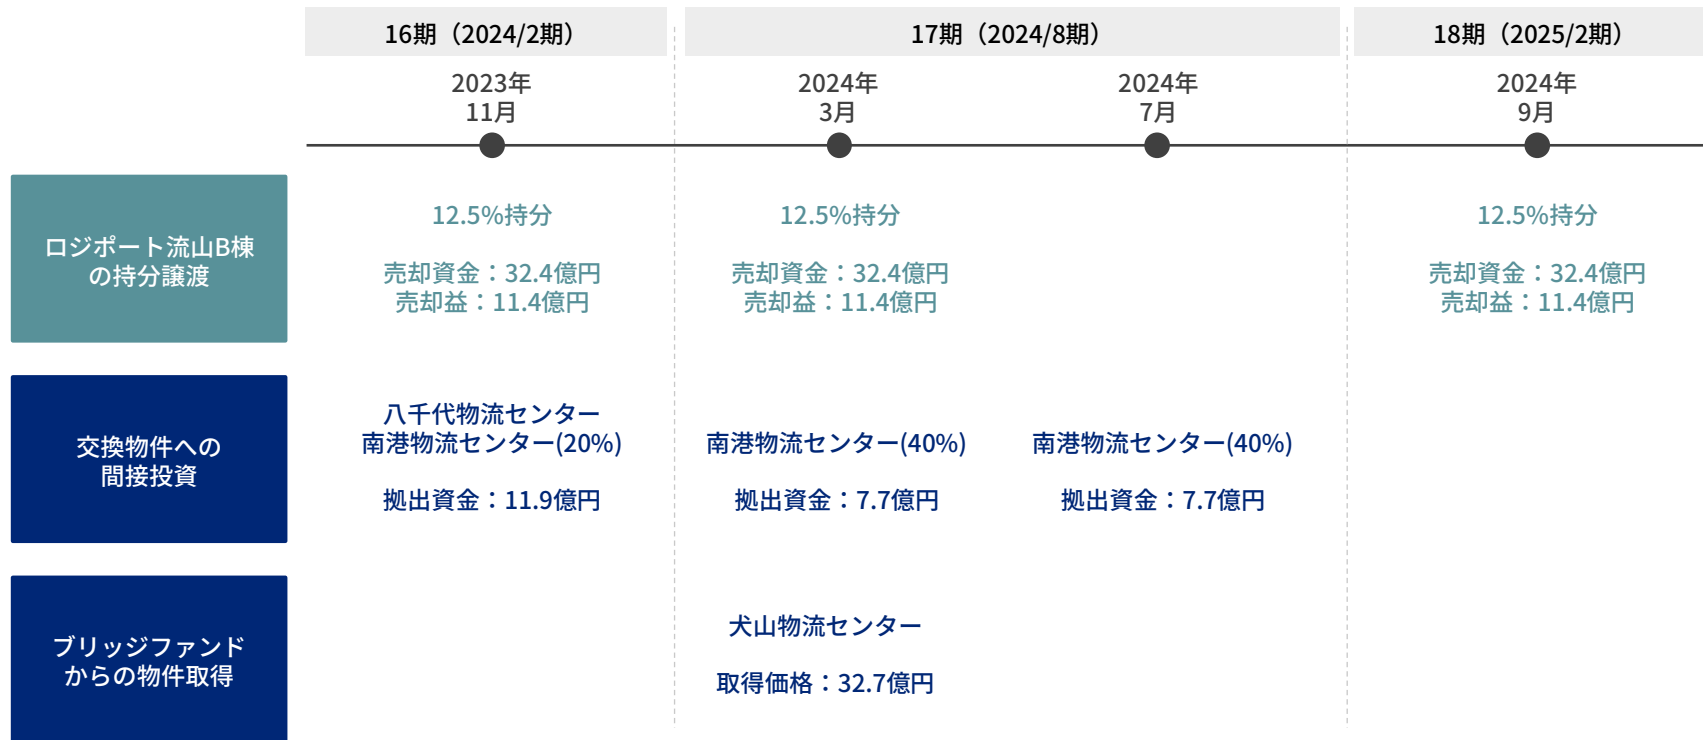 16期（2024/2期）
17期（2024/8期）
18期（2025/2期）
2023年
11月
2024年
3月
2024年
7月
2024年
9月
ロジポート流山B棟
の持分譲渡
12.5%持分
売却資金：32.4億円
売却益：11.4億円
12.5%持分
売却資金：32.4億円
売却益：11.4億円
12.5%持分
売却資金：32.4億円
売却益：11.4億円
交換物件への
間接投資
八千代物流センター
南港物流センター(20%)
拠出資金：11.9億円
南港物流センター(40%)
拠出資金：7.7億円
南港物流センター(40%)
拠出資金：7.7億円
ブリッジファンド
からの物件取得
犬山物流センター
取得価格：32.7億円